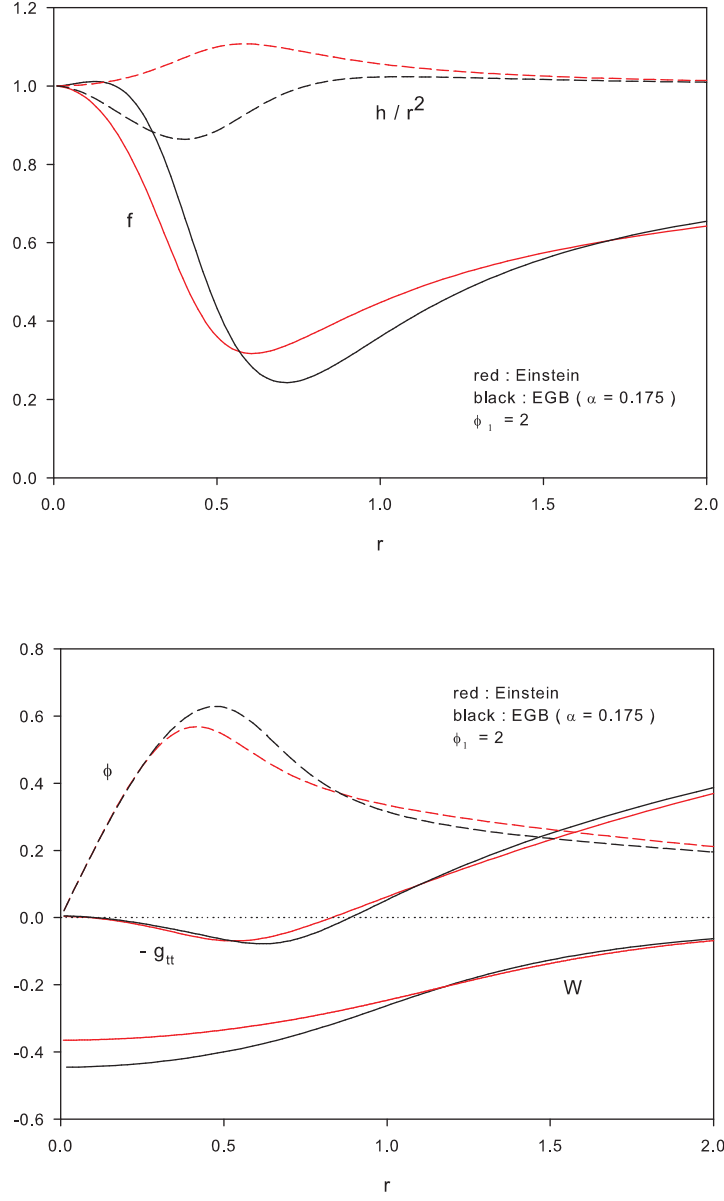 1.2
1.0
0.8
0.6
0.4
0.2
0.0
h / r²
f
red : Einstein
black : EGB ( α = 0.175 )
ϕ ₁ = 2
0.0 0.5 1.0 1.5 2.0
r
0.8
0.6
0.4
0.2
0.0
-0.2
-0.4
-0.6
red : Einstein
black : EGB ( α = 0.175 )
ϕ₁ = 2
ϕ
- gₜₜ
W
0.0 0.5 1.0 1.5 2.0
r